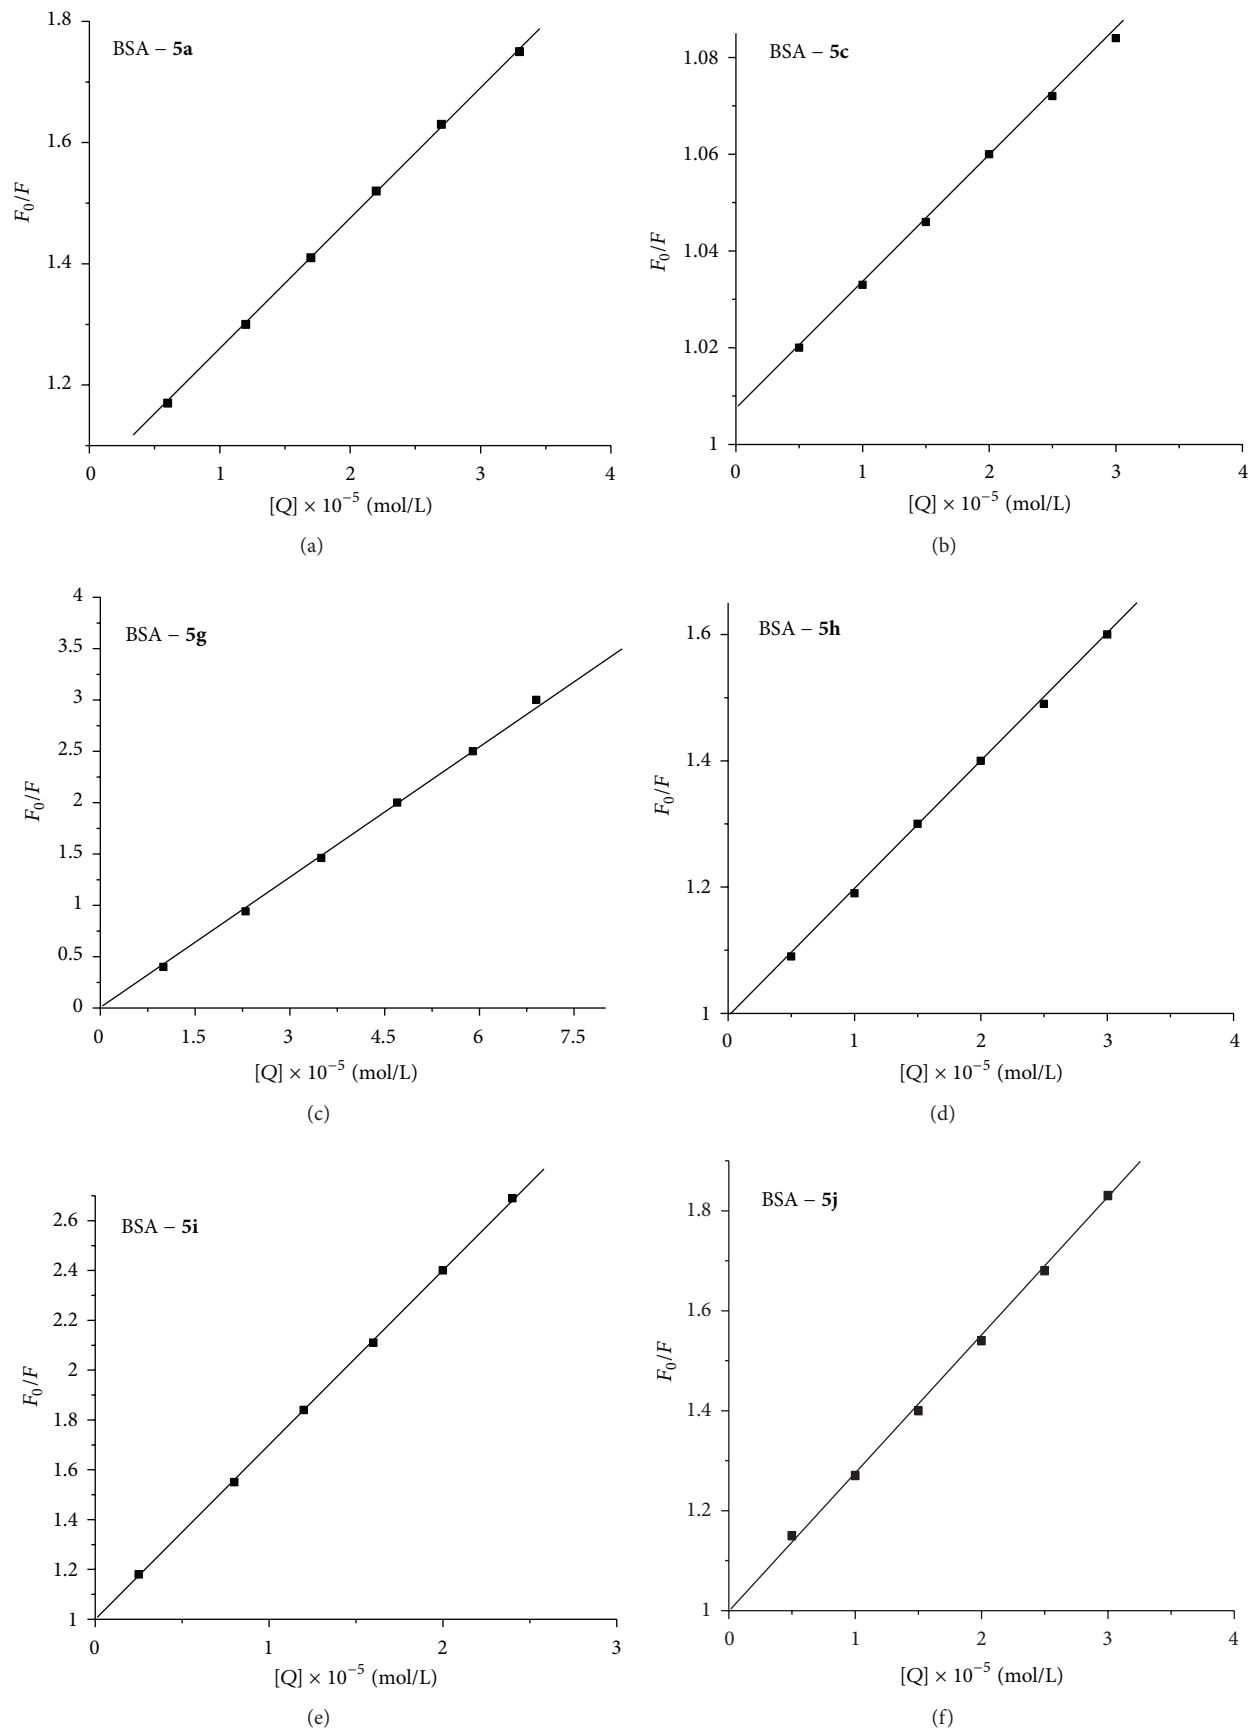 BSA – 5a
1.8
1.6
1.4
1.2
F0/F
0 1 2 3 4
[Q] × 10−5 (mol/L)
(a)
BSA – 5c
1.08
1.06
1.04
1.02
1
F0/F
0 1 2 3 4
[Q] × 10−5 (mol/L)
(b)
BSA – 5g
4
3.5
3
2.5
2
1.5
1
0.5
0
F0/F
0 1.5 3 4.5 6 7.5
[Q] × 10−5 (mol/L)
(c)
BSA – 5h
1.6
1.4
1.2
1
F0/F
0 1 2 3 4
[Q] × 10−5 (mol/L)
(d)
BSA – 5i
2.6
2.4
2.2
2
1.8
1.6
1.4
1.2
1
F0/F
0 1 2 3
[Q] × 10−5 (mol/L)
(e)
BSA – 5j
1.8
1.6
1.4
1.2
1
F0/F
0 1 2 3 4
[Q] × 10−5 (mol/L)
(f)